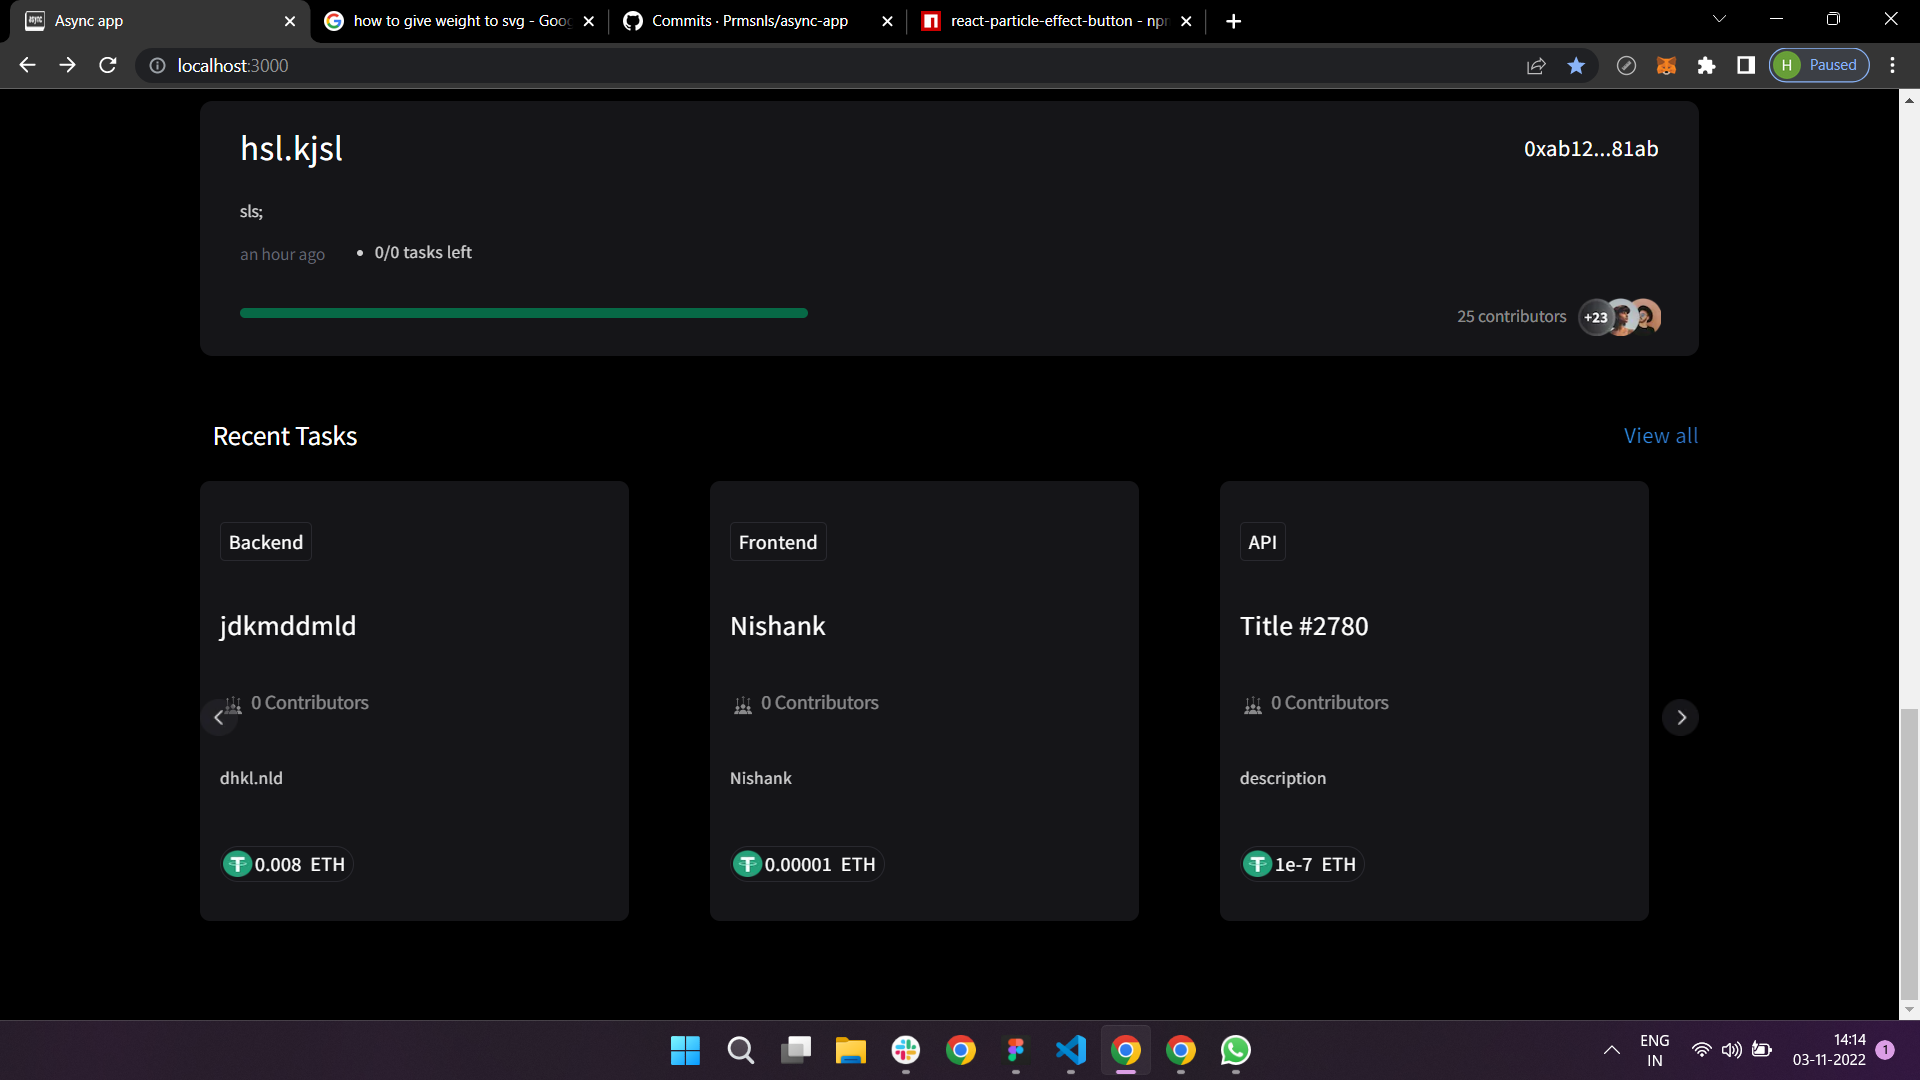 Async app
how to give weight to svg - Goo
Commits · Prmsnls/async-app
react-particle-effect-button - np
localhost:3000
H Paused
hsl.kjsl
0xab12...81ab
sls;
an hour ago
• 0/0 tasks left
25 contributors
+23
Recent Tasks
View all
Backend
Frontend
API
jdkmddmld
Nishank
Title #2780
0 Contributors
0 Contributors
0 Contributors
dhkl.nld
Nishank
description
0.008 ETH
0.00001 ETH
1e-7 ETH
ENG
IN
14:14
03-11-2022
1